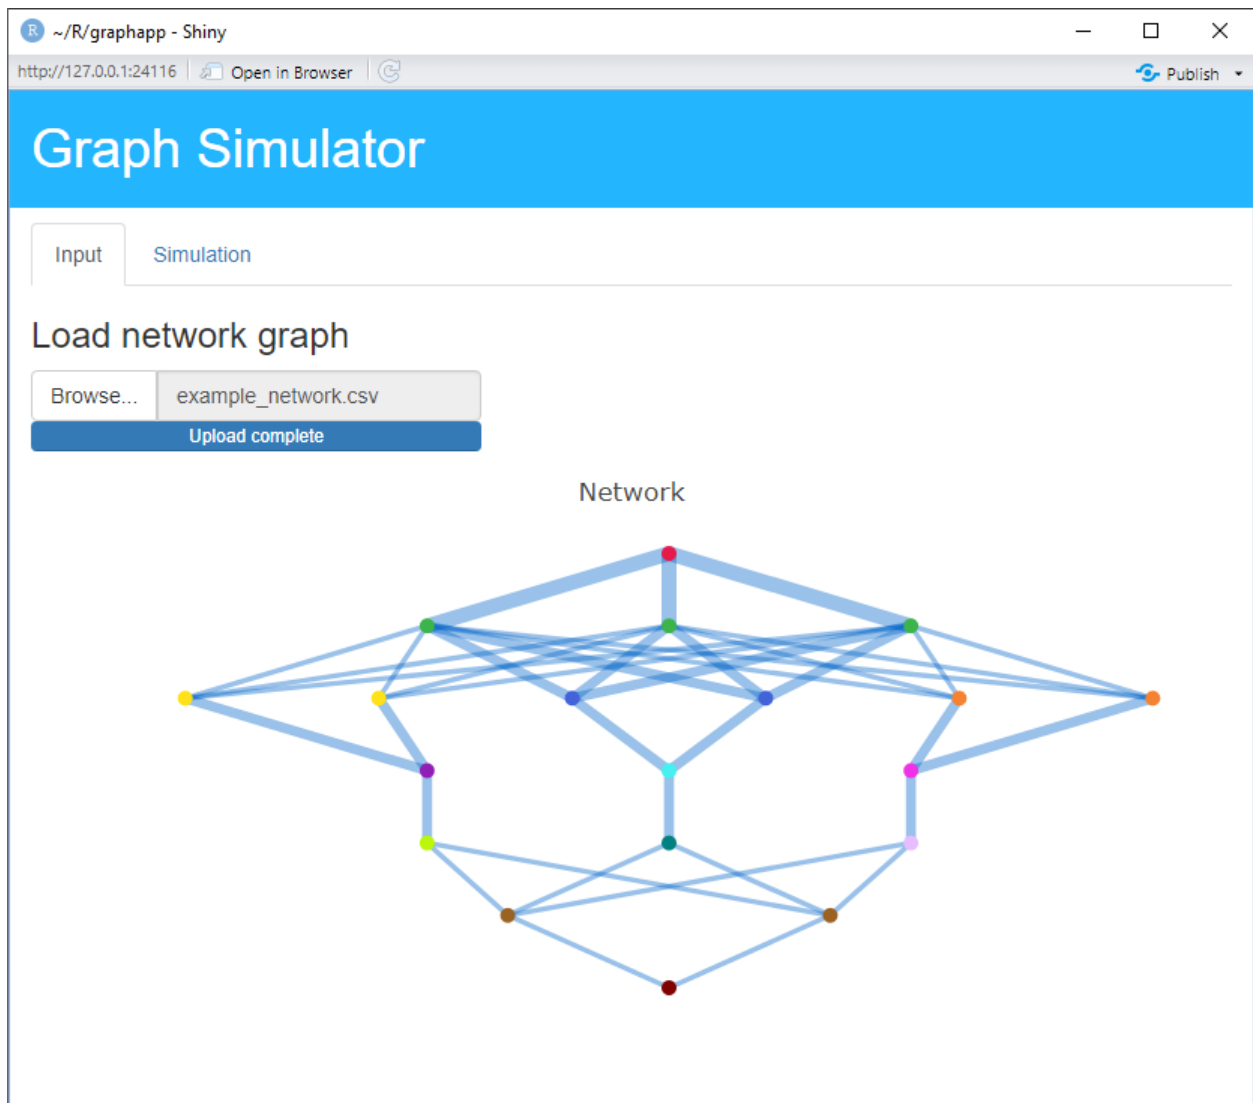 R ~/R/graphapp - Shiny
http://127.0.0.1:24116 Open in Browser Publish
Graph Simulator
Input Simulation
Load network graph
Browse... example_network.csv
Upload complete
Network